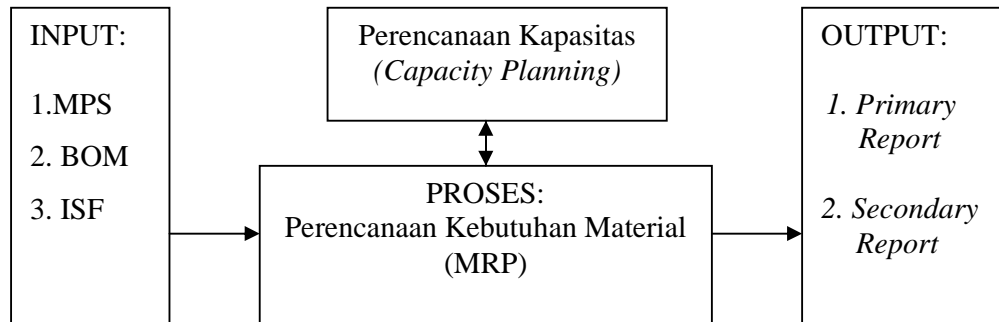 INPUT:
1.MPS
2. BOM
3. ISF
Perencanaan Kapasitas
(Capacity Planning)
PROSES:
Perencanaan Kebutuhan Material
(MRP)
OUTPUT:
1. Primary
Report
2. Secondary
Report